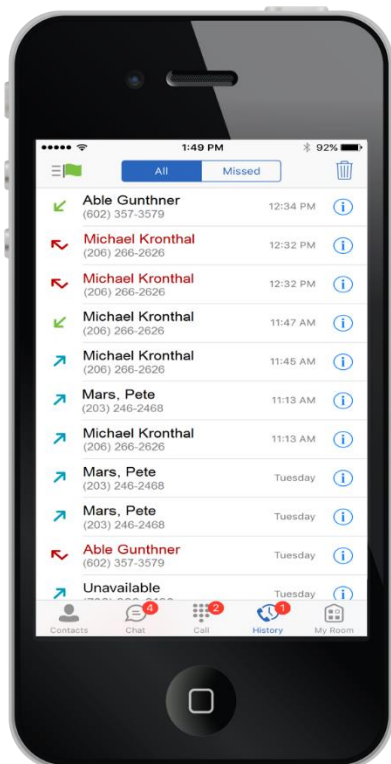 1:49 PM
92%
All
Missed
Able Gunthner
12:34 PM
(602) 357-3579
Michael Kronthal
12:32 PM
(206) 266-2626
Michael Kronthal
12:32 PM
(206) 266-2626
Michael Kronthal
11:47 AM
(206) 266-2626
Michael Kronthal
11:45 AM
(206) 266-2626
Mars, Pete
11:13 AM
(203) 246-2468
Michael Kronthal
11:13 AM
(206) 266-2626
Mars, Pete
Tuesday
(203) 246-2468
Mars, Pete
Tuesday
(203) 246-2468
Able Gunthner
Tuesday
(602) 357-3579
Unavailable
Tuesday
4
2
1
Contacts
Chat
Call
History
My Room